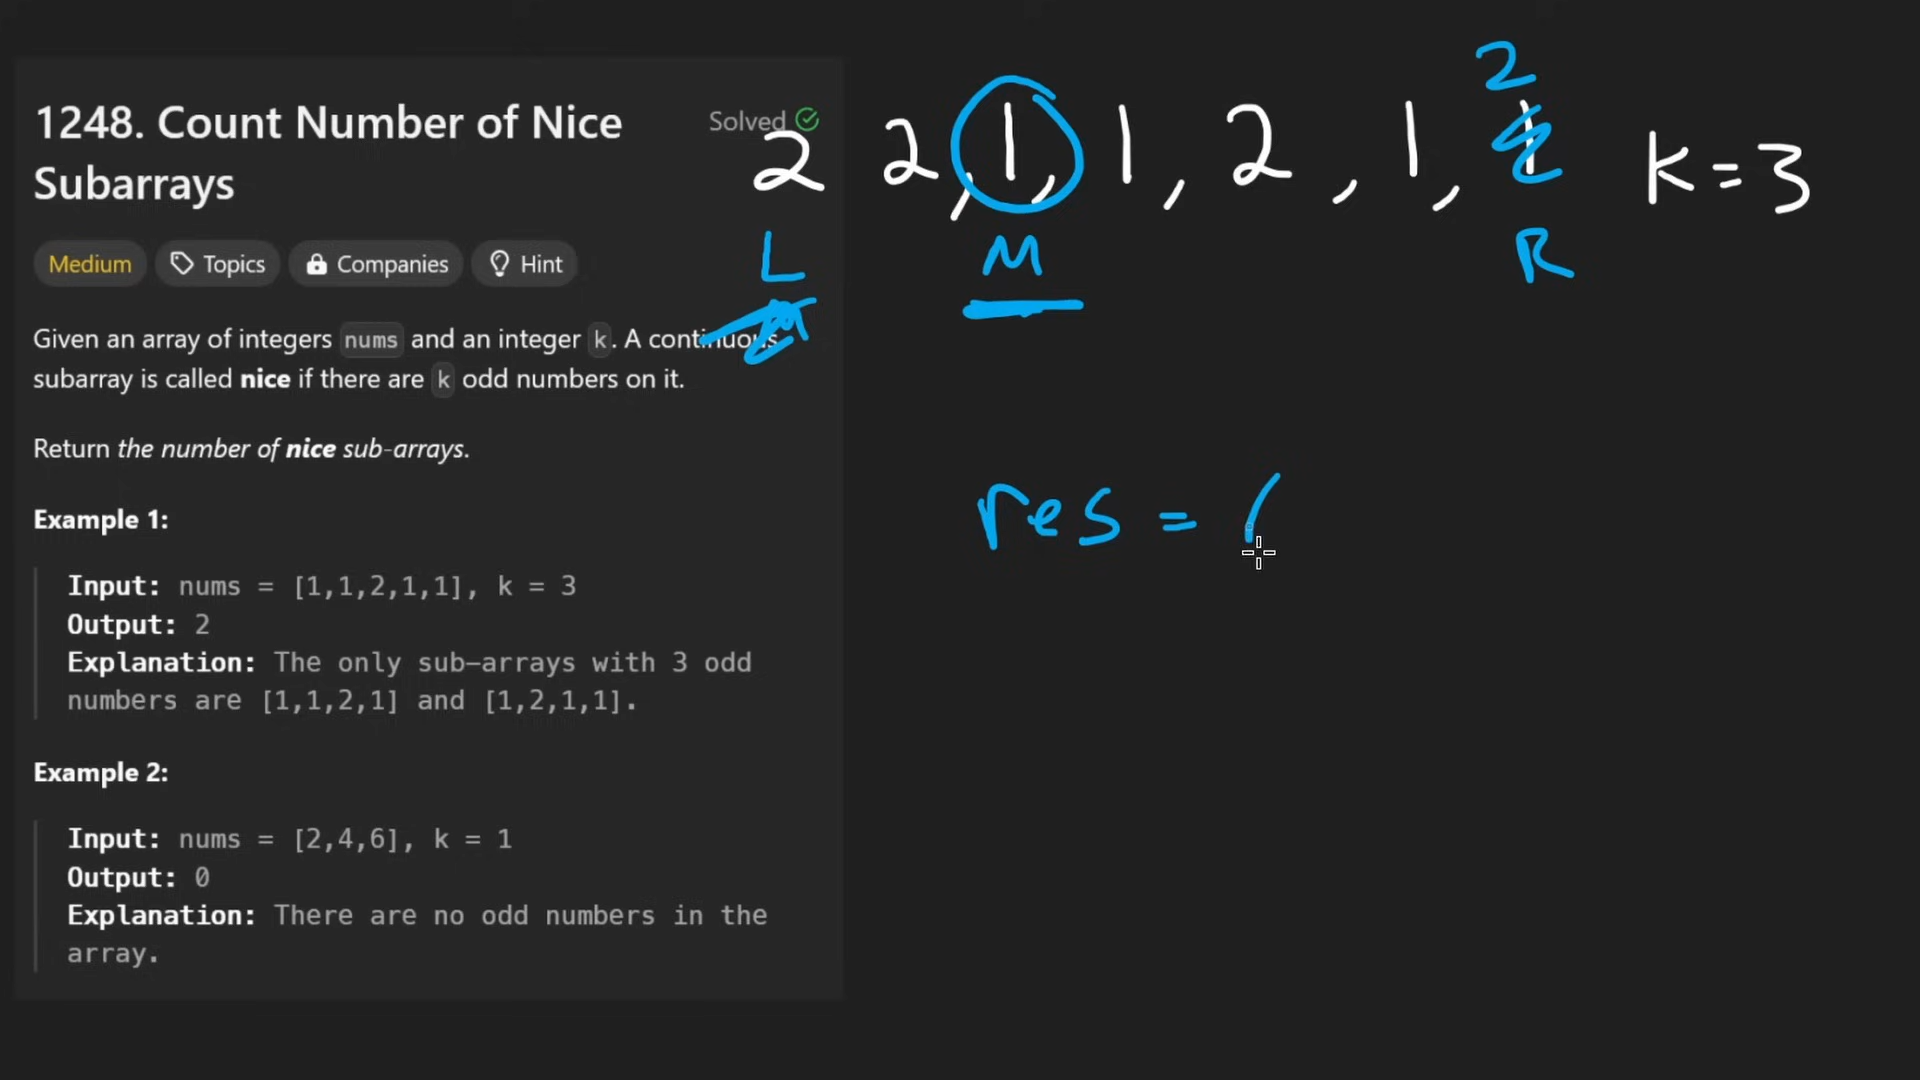 1248. Count Number of Nice
Subarrays
Solved
Medium
Topics
Companies
Hint
Given an array of integers nums and an integer k. A continuous
subarray is called nice if there are k odd numbers on it.
Return the number of nice sub-arrays.
Example 1:
Input: nums = [1,1,2,1,1], k = 3
Output: 2
Explanation: The only sub-arrays with 3 odd
numbers are [1,1,2,1] and [1,2,1,1].
Example 2:
Input: nums = [2,4,6], k = 1
Output: 0
Explanation: There are no odd numbers in the
array.
2
2 2, 1, 1, 2, 1, 1 k=3
L M R
res = (